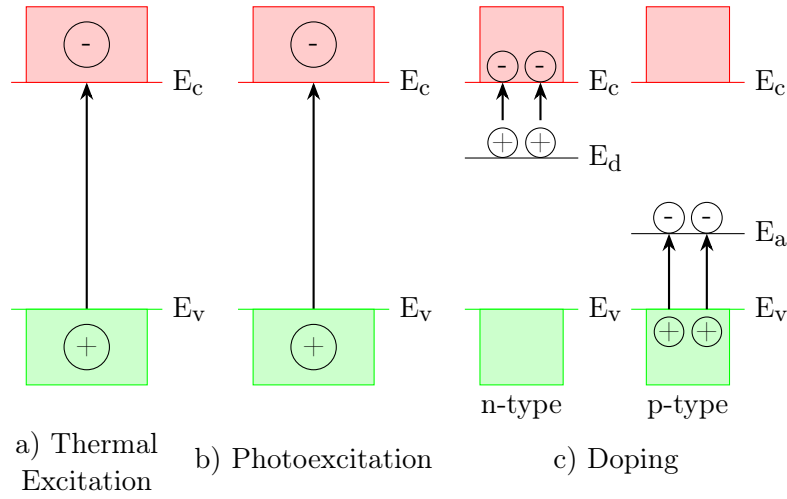 - - - - 
E_c E_c E_c E_c
+ +
E_d
- -
E_a
E_v E_v E_v E_v
+ + + +
n-type p-type
a) Thermal
Excitation
b) Photoexcitation
c) Doping